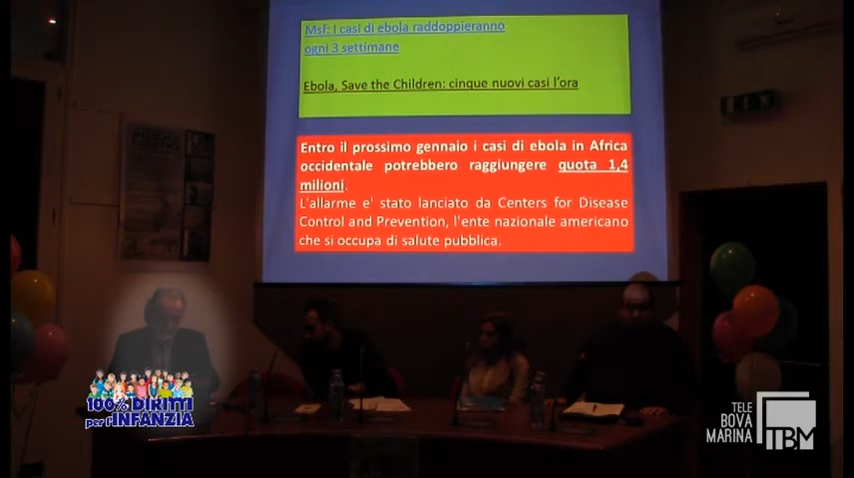 Msf: I casi di ebola raddoppieranno
ogni 3 settimane
Ebola, Save the Children: cinque nuovi casi l'ora
Entro il prossimo gennaio i casi di ebola in Africa
occidentale potrebbero raggiungere quota 1,4
milioni.
L'allarme e' stato lanciato da Centers for Disease
Control and Prevention, l'ente nazionale americano
che si occupa di salute pubblica.
100% DIRITTI
per l'INFANZIA
TELE
BOVA
MARINA
TBM